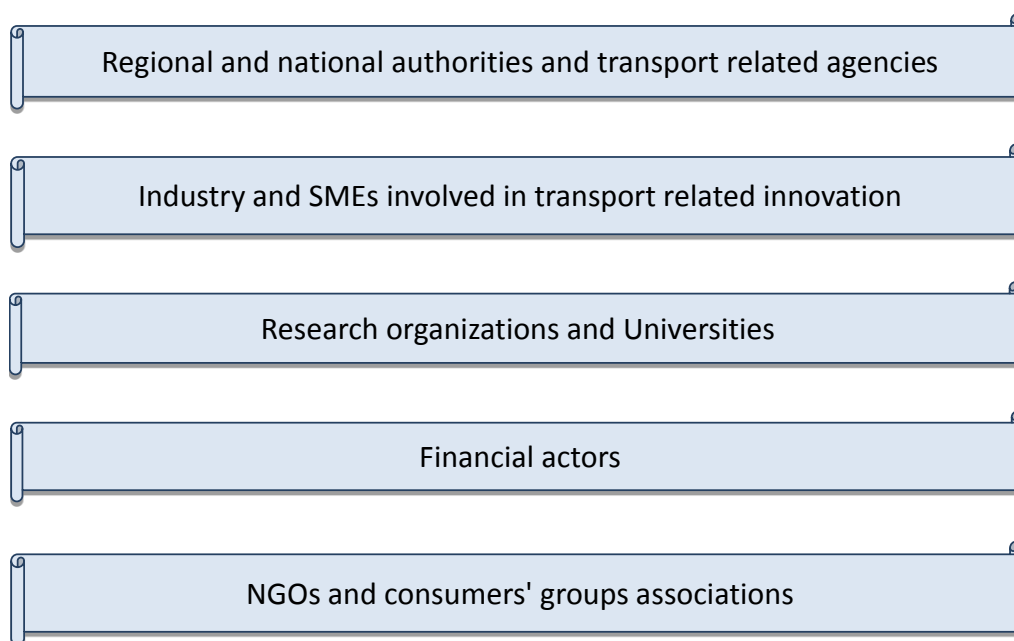 Regional and national authorities and transport related agencies
Industry and SMEs involved in transport related innovation
Research organizations and Universities
Financial actors
NGOs and consumers' groups associations